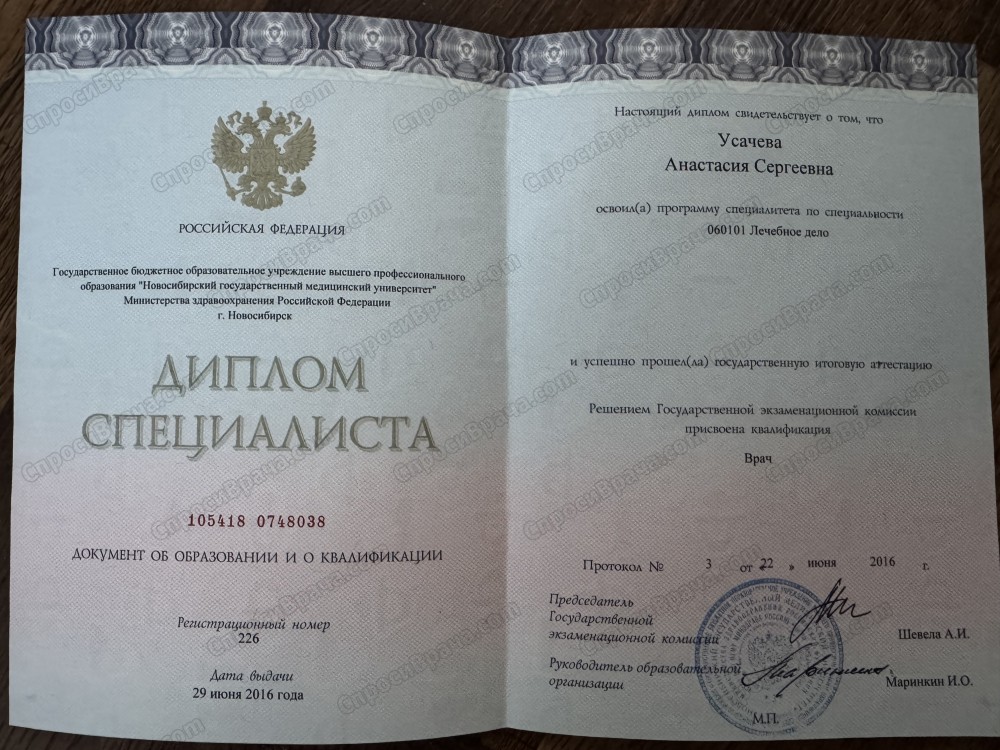 РОССИЙСКАЯ ФЕДЕРАЦИЯ
Государственное бюджетное образовательное учреждение высшего профессионального
образования "Новосибирский государственный медицинский университет"
Министерства здравоохранения Российской Федерации
г. Новосибирск
ДИПЛОМ
СПЕЦИАЛИСТА
105418 0748038
ДОКУМЕНТ ОБ ОБРАЗОВАНИИ И О КВАЛИФИКАЦИИ
Регистрационный номер
226
Дата выдачи
29 июня 2016 года
Настоящий диплом свидетельствует о том, что
Усачева
Анастасия Сергеевна
освоил(а) программу специалитета по специальности
060101 Лечебное дело
и успешно прошел(ла) государственную итоговую аттестацию
Решением Государственной экзаменационной комиссии
присвоена квалификация
Врач
Протокол № 3 от « 22 » июня 2016 г.
Председатель
Государственной
экзаменационной комиссии
Шевела А.И.
Руководитель образовательной
организации
Маринкин И.О.
М.П.
СпросиВрача.com